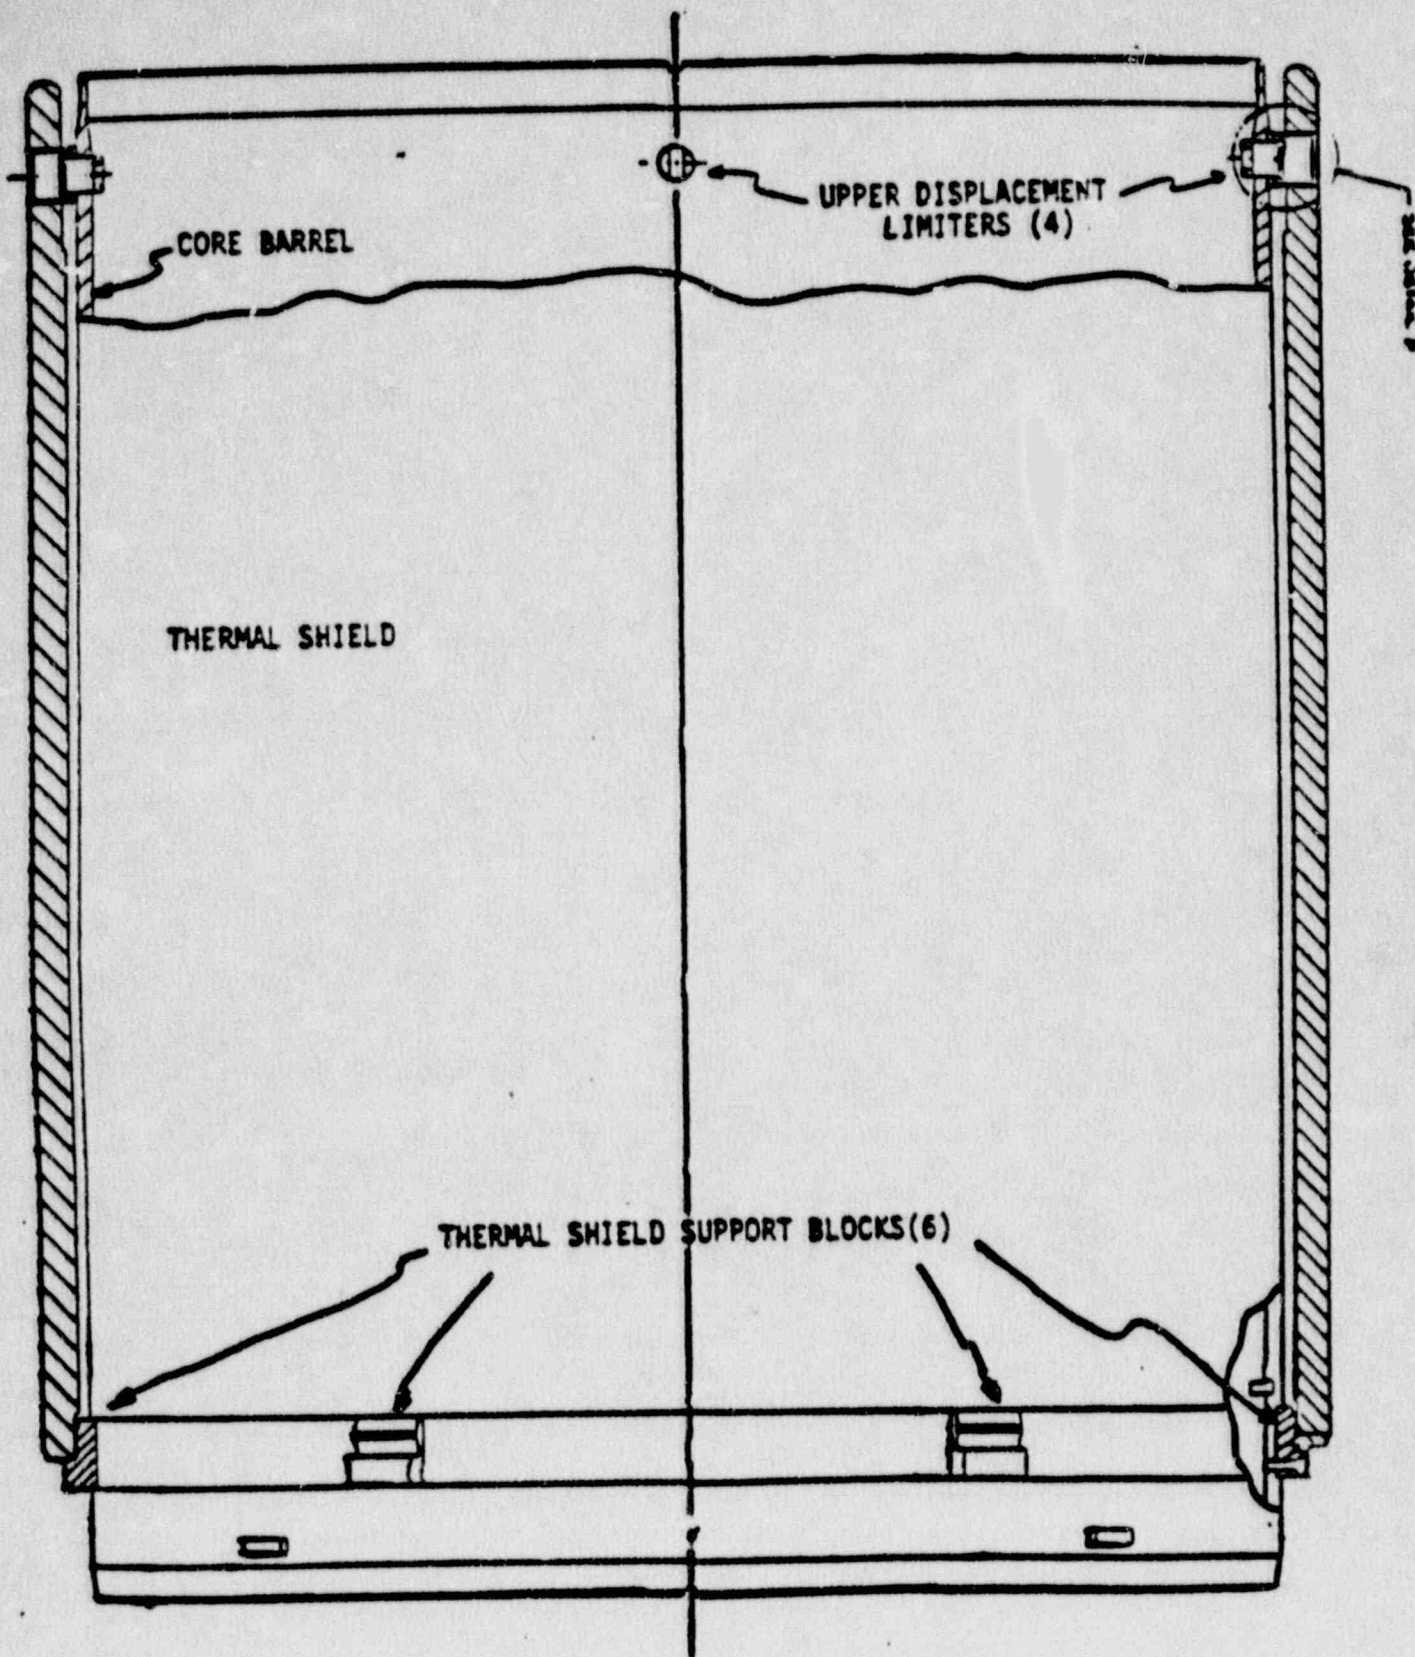 UPPER DISPLACEMENT
LIMITERS (4)
CORE BARREL
THERMAL SHIELD
THERMAL SHIELD SUPPORT BLOCKS(6)